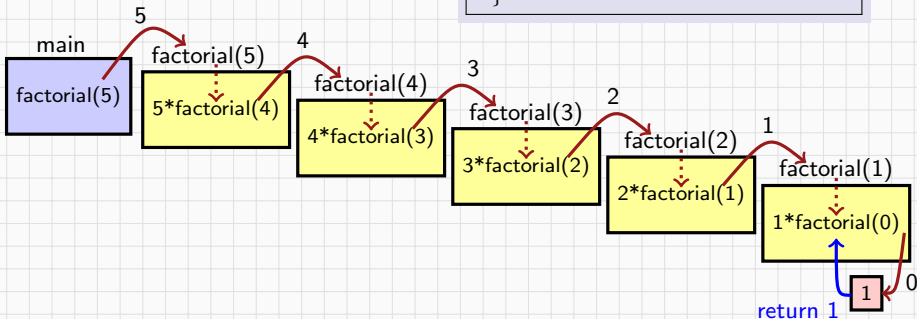 }
5
main
factorial(5)
factorial(5)
5*factorial(4)
4
factorial(4)
4*factorial(3)
3
factorial(3)
3*factorial(2)
2
factorial(2)
2*factorial(1)
1
factorial(1)
1*factorial(0)
0
1
return 1